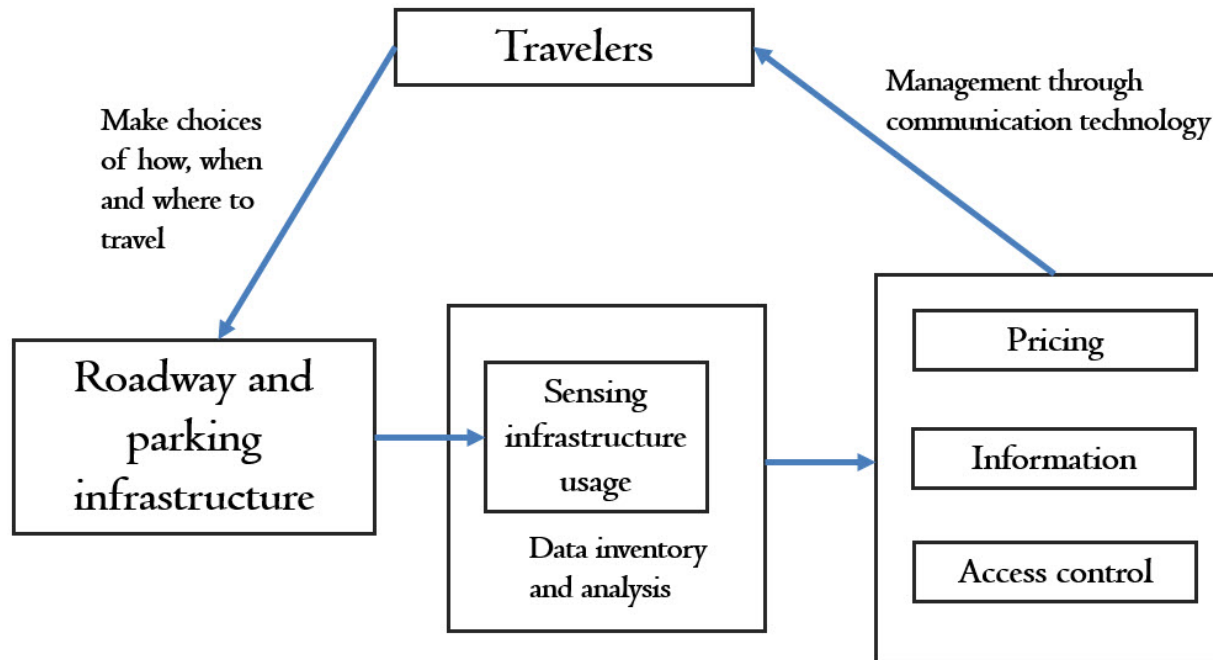 Travelers
Make choices
of how, when
and where to
travel
Management through
communication technology
Roadway and
parking
infrastructure
Sensing
infrastructure
usage
Data inventory
and analysis
Pricing
Information
Access control